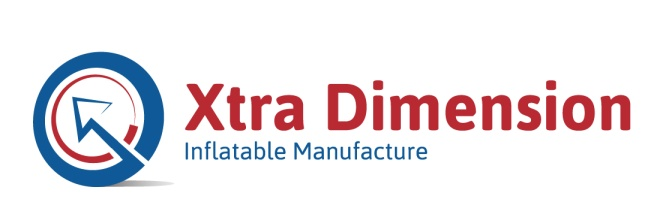 Xtra Dimension
Inflatable Manufacture